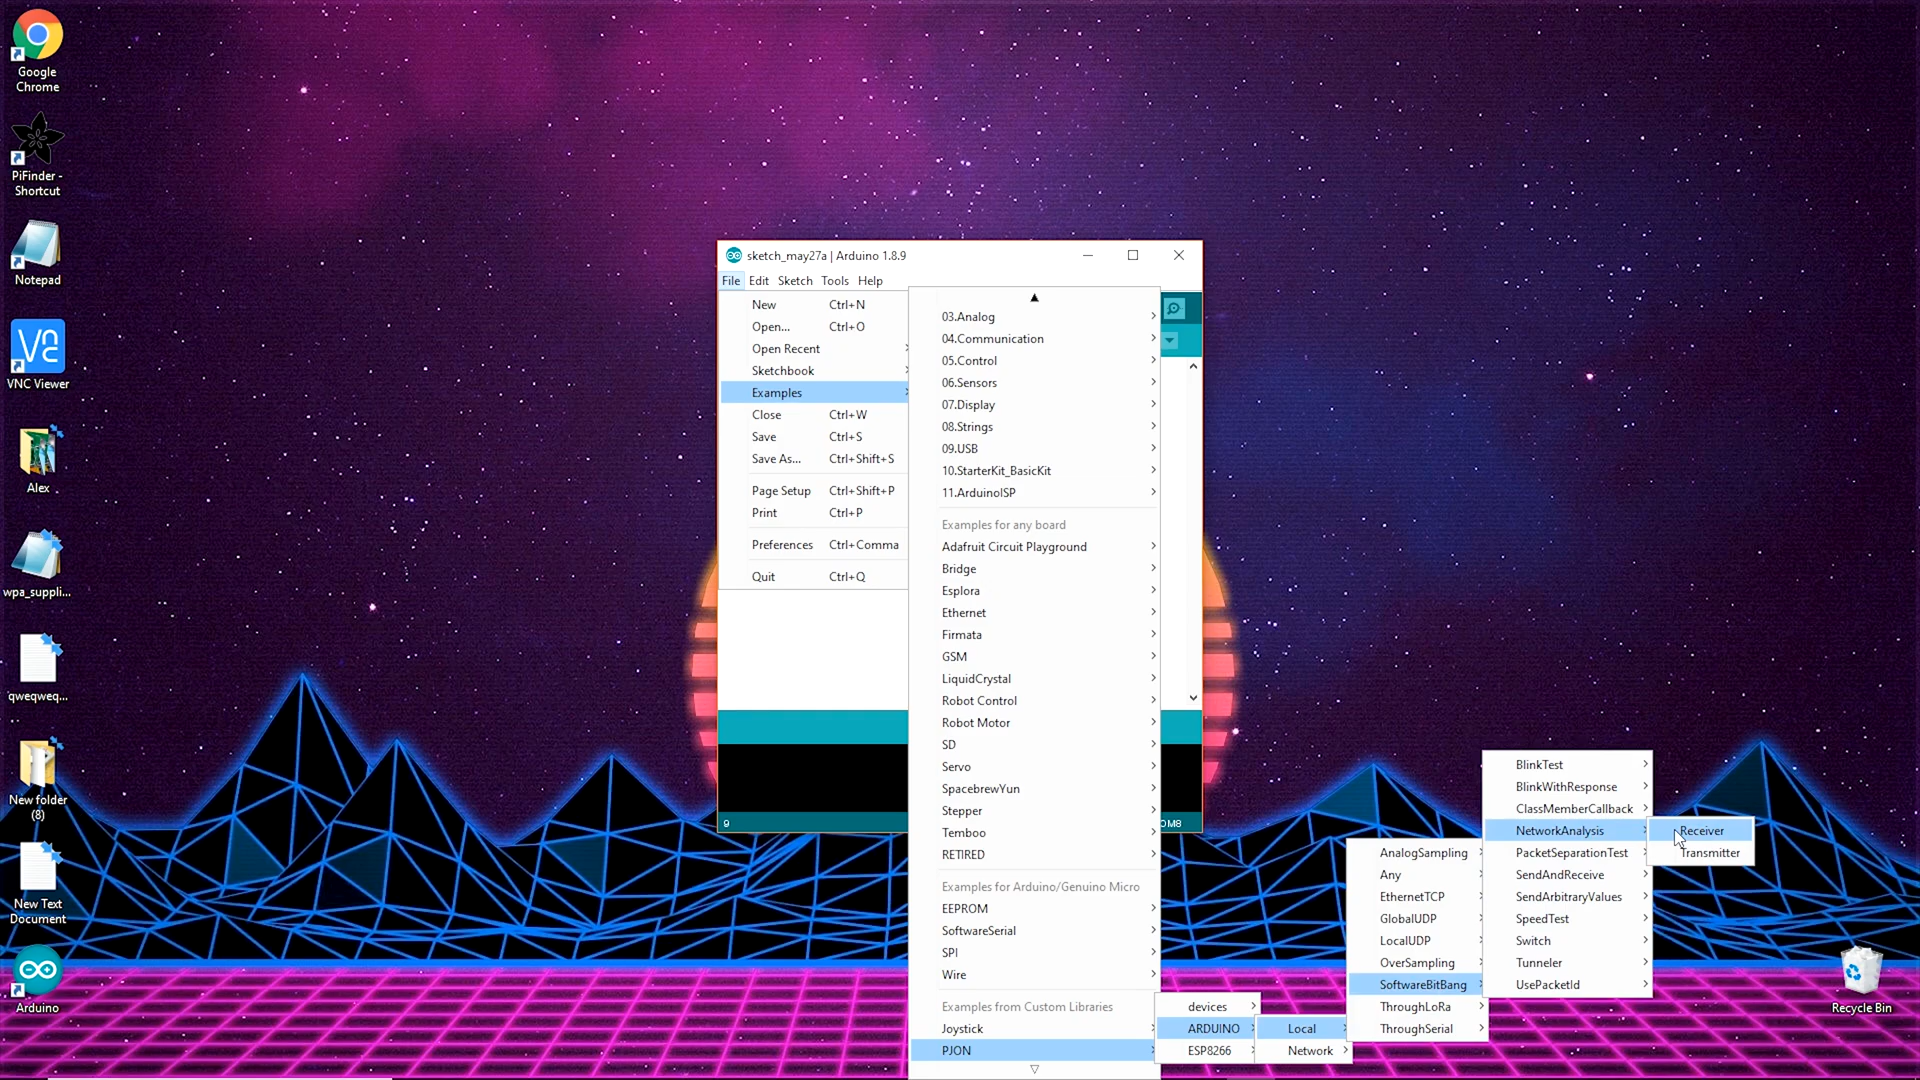 Google
Chrome
PiFinder -
Shortcut
Notepad
VNC Viewer
Alex
wpa_suppli...
qweqweq...
New folder
(8)
New Text
Document
Arduino
Recycle Bin
sketch_may27a | Arduino 1.8.9
File Edit Sketch Tools Help
New Ctrl+N
Open... Ctrl+O
Open Recent
Sketchbook
Examples
Close Ctrl+W
Save Ctrl+S
Save As... Ctrl+Shift+S
Page Setup Ctrl+Shift+P
Print Ctrl+P
Preferences Ctrl+Comma
Quit Ctrl+Q
9
03.Analog
04.Communication
05.Control
06.Sensors
07.Display
08.Strings
09.USB
10.StarterKit_BasicKit
11.ArduinoISP
Examples for any board
Adafruit Circuit Playground
Bridge
Esplora
Ethernet
Firmata
GSM
LiquidCrystal
Robot Control
Robot Motor
SD
Servo
SpacebrewYun
Stepper
Temboo
RETIRED
Examples for Arduino/Genuino Micro
EEPROM
SoftwareSerial
SPI
Wire
Examples from Custom Libraries
Joystick
PJON
devices
ARDUINO
ESP8266
Local
Network
AnalogSampling
Any
EthernetTCP
GlobalUDP
LocalUDP
OverSampling
SoftwareBitBang
ThroughLoRa
ThroughSerial
BlinkTest
BlinkWithResponse
ClassMemberCallback
NetworkAnalysis
PacketSeparationTest
SendAndReceive
SendArbitraryValues
SpeedTest
Switch
Tunneler
UsePacketId
Receiver
Transmitter